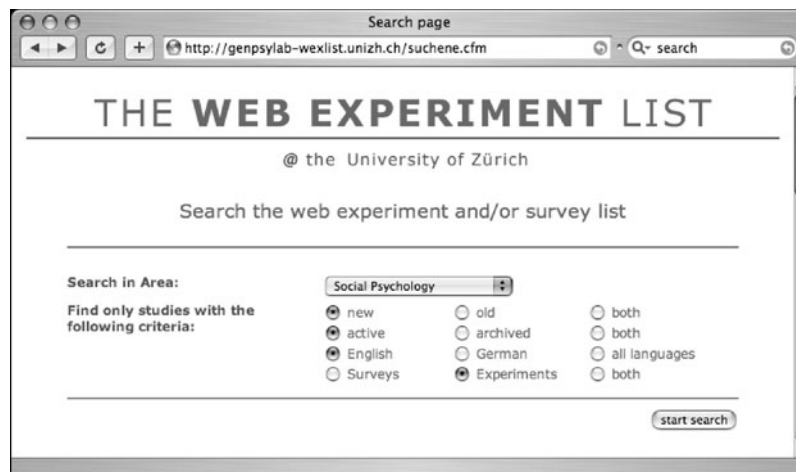 Search page
http://genpsylab-wexlist.unizh.ch/suchene.cfm
search
THE WEB EXPERIMENT LIST
@ the University of Zürich
Search the web experiment and/or survey list
Search in Area: Social Psychology
Find only studies with the
following criteria:
new old both
active archived both
English German all languages
Surveys Experiments both
start search